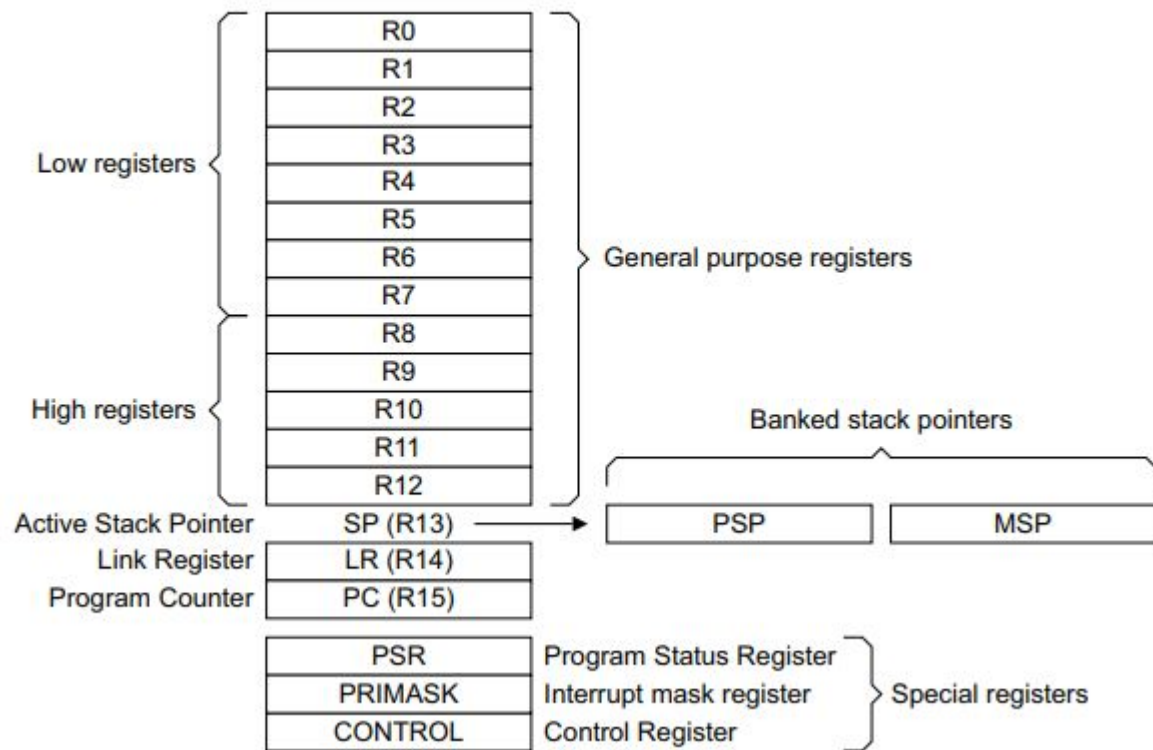 R0
R1
R2
R3
Low registers
R4
R5
R6
General purpose registers
R7
R8
R9
High registers
R10
Banked stack pointers
R11
R12
Active Stack Pointer SP (R13) PSP MSP
Link Register LR (R14)
Program Counter PC (R15)
PSR Program Status Register
PRIMASK Interrupt mask register Special registers
CONTROL Control Register